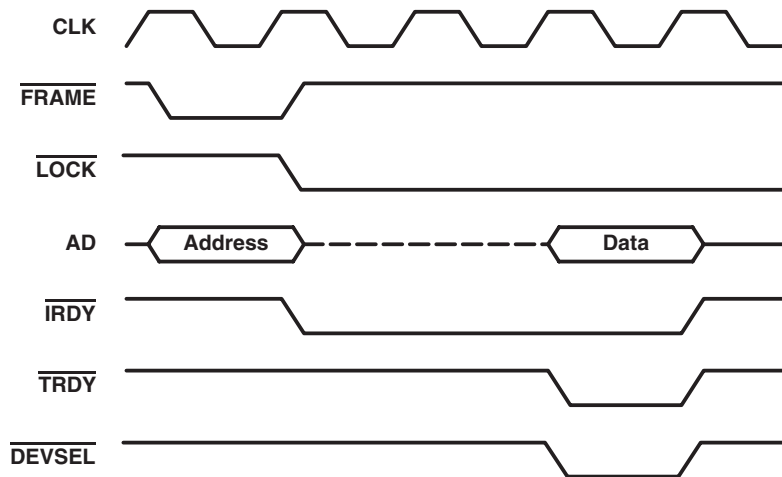 CLK
FRAME
LOCK
AD Address Data
IRDY
TRDY
DEVSEL